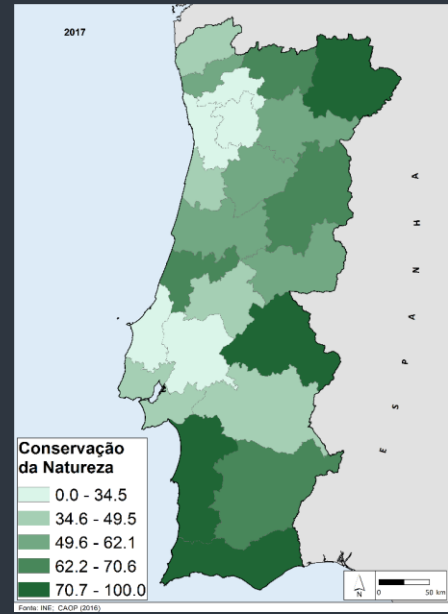 2017
ESPANHA
Conservação
da Natureza
0.0 - 34.5
34.6 - 49.5
49.6 - 62.1
62.2 - 70.6
70.7 - 100.0
N
0 50 km
Fonte: INE; CAOP (2016)